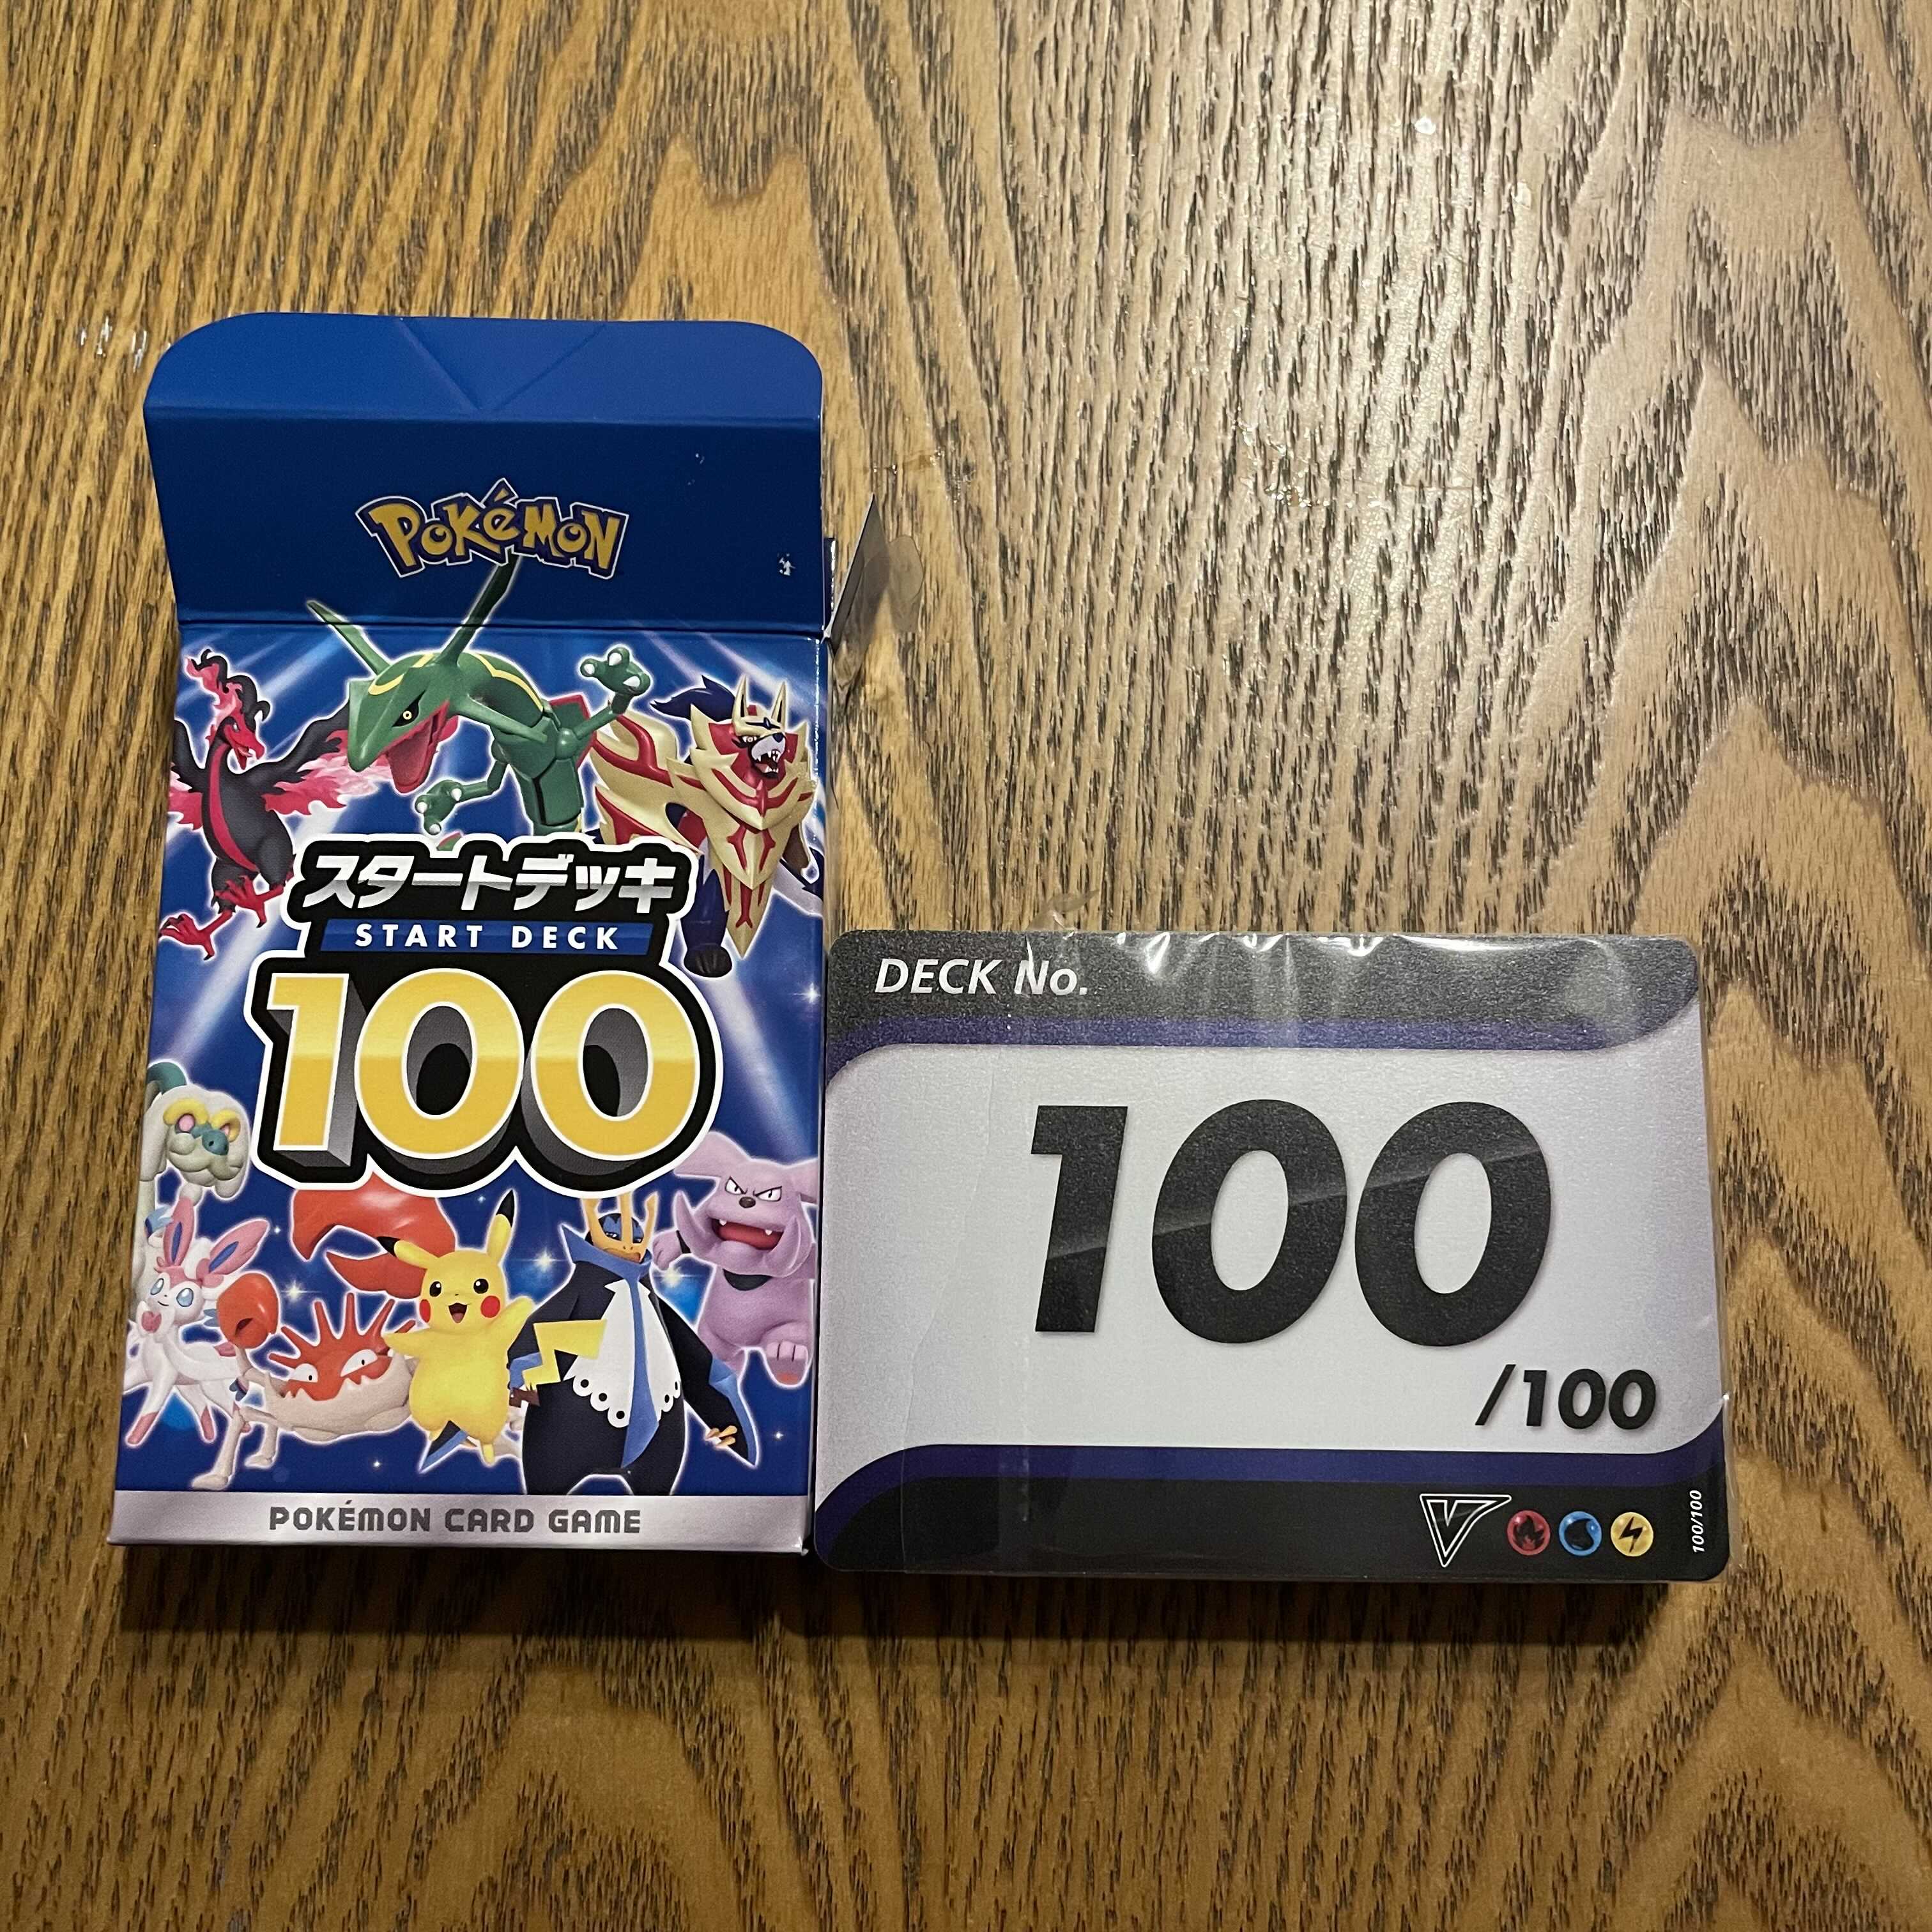 POKéMON
スタートデッキ
START DECK
100
POKÉMON CARD GAME
DECK No.
100
/100
V
100/100